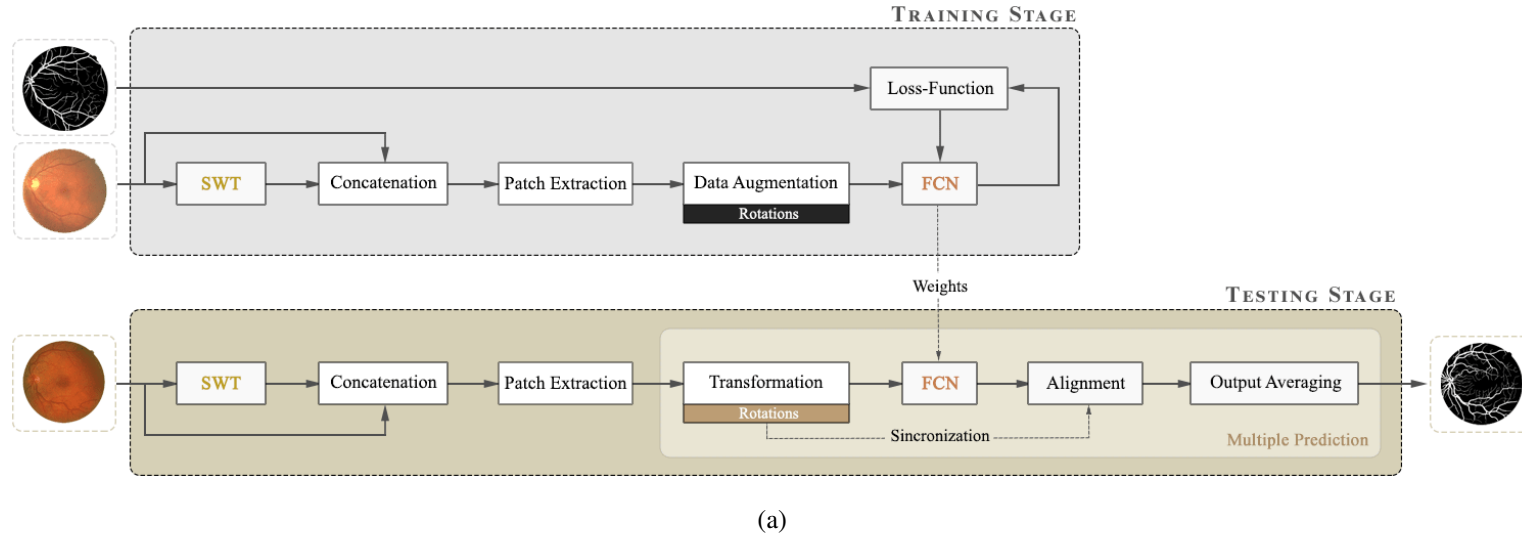 TRAINING STAGE
Loss-Function
SWT
Concatenation
Patch Extraction
Data Augmentation
Rotations
FCN
Weights
TESTING STAGE
SWT
Concatenation
Patch Extraction
Transformation
Rotations
FCN
Alignment
Output Averaging
Sincronization
Multiple Prediction
(a)